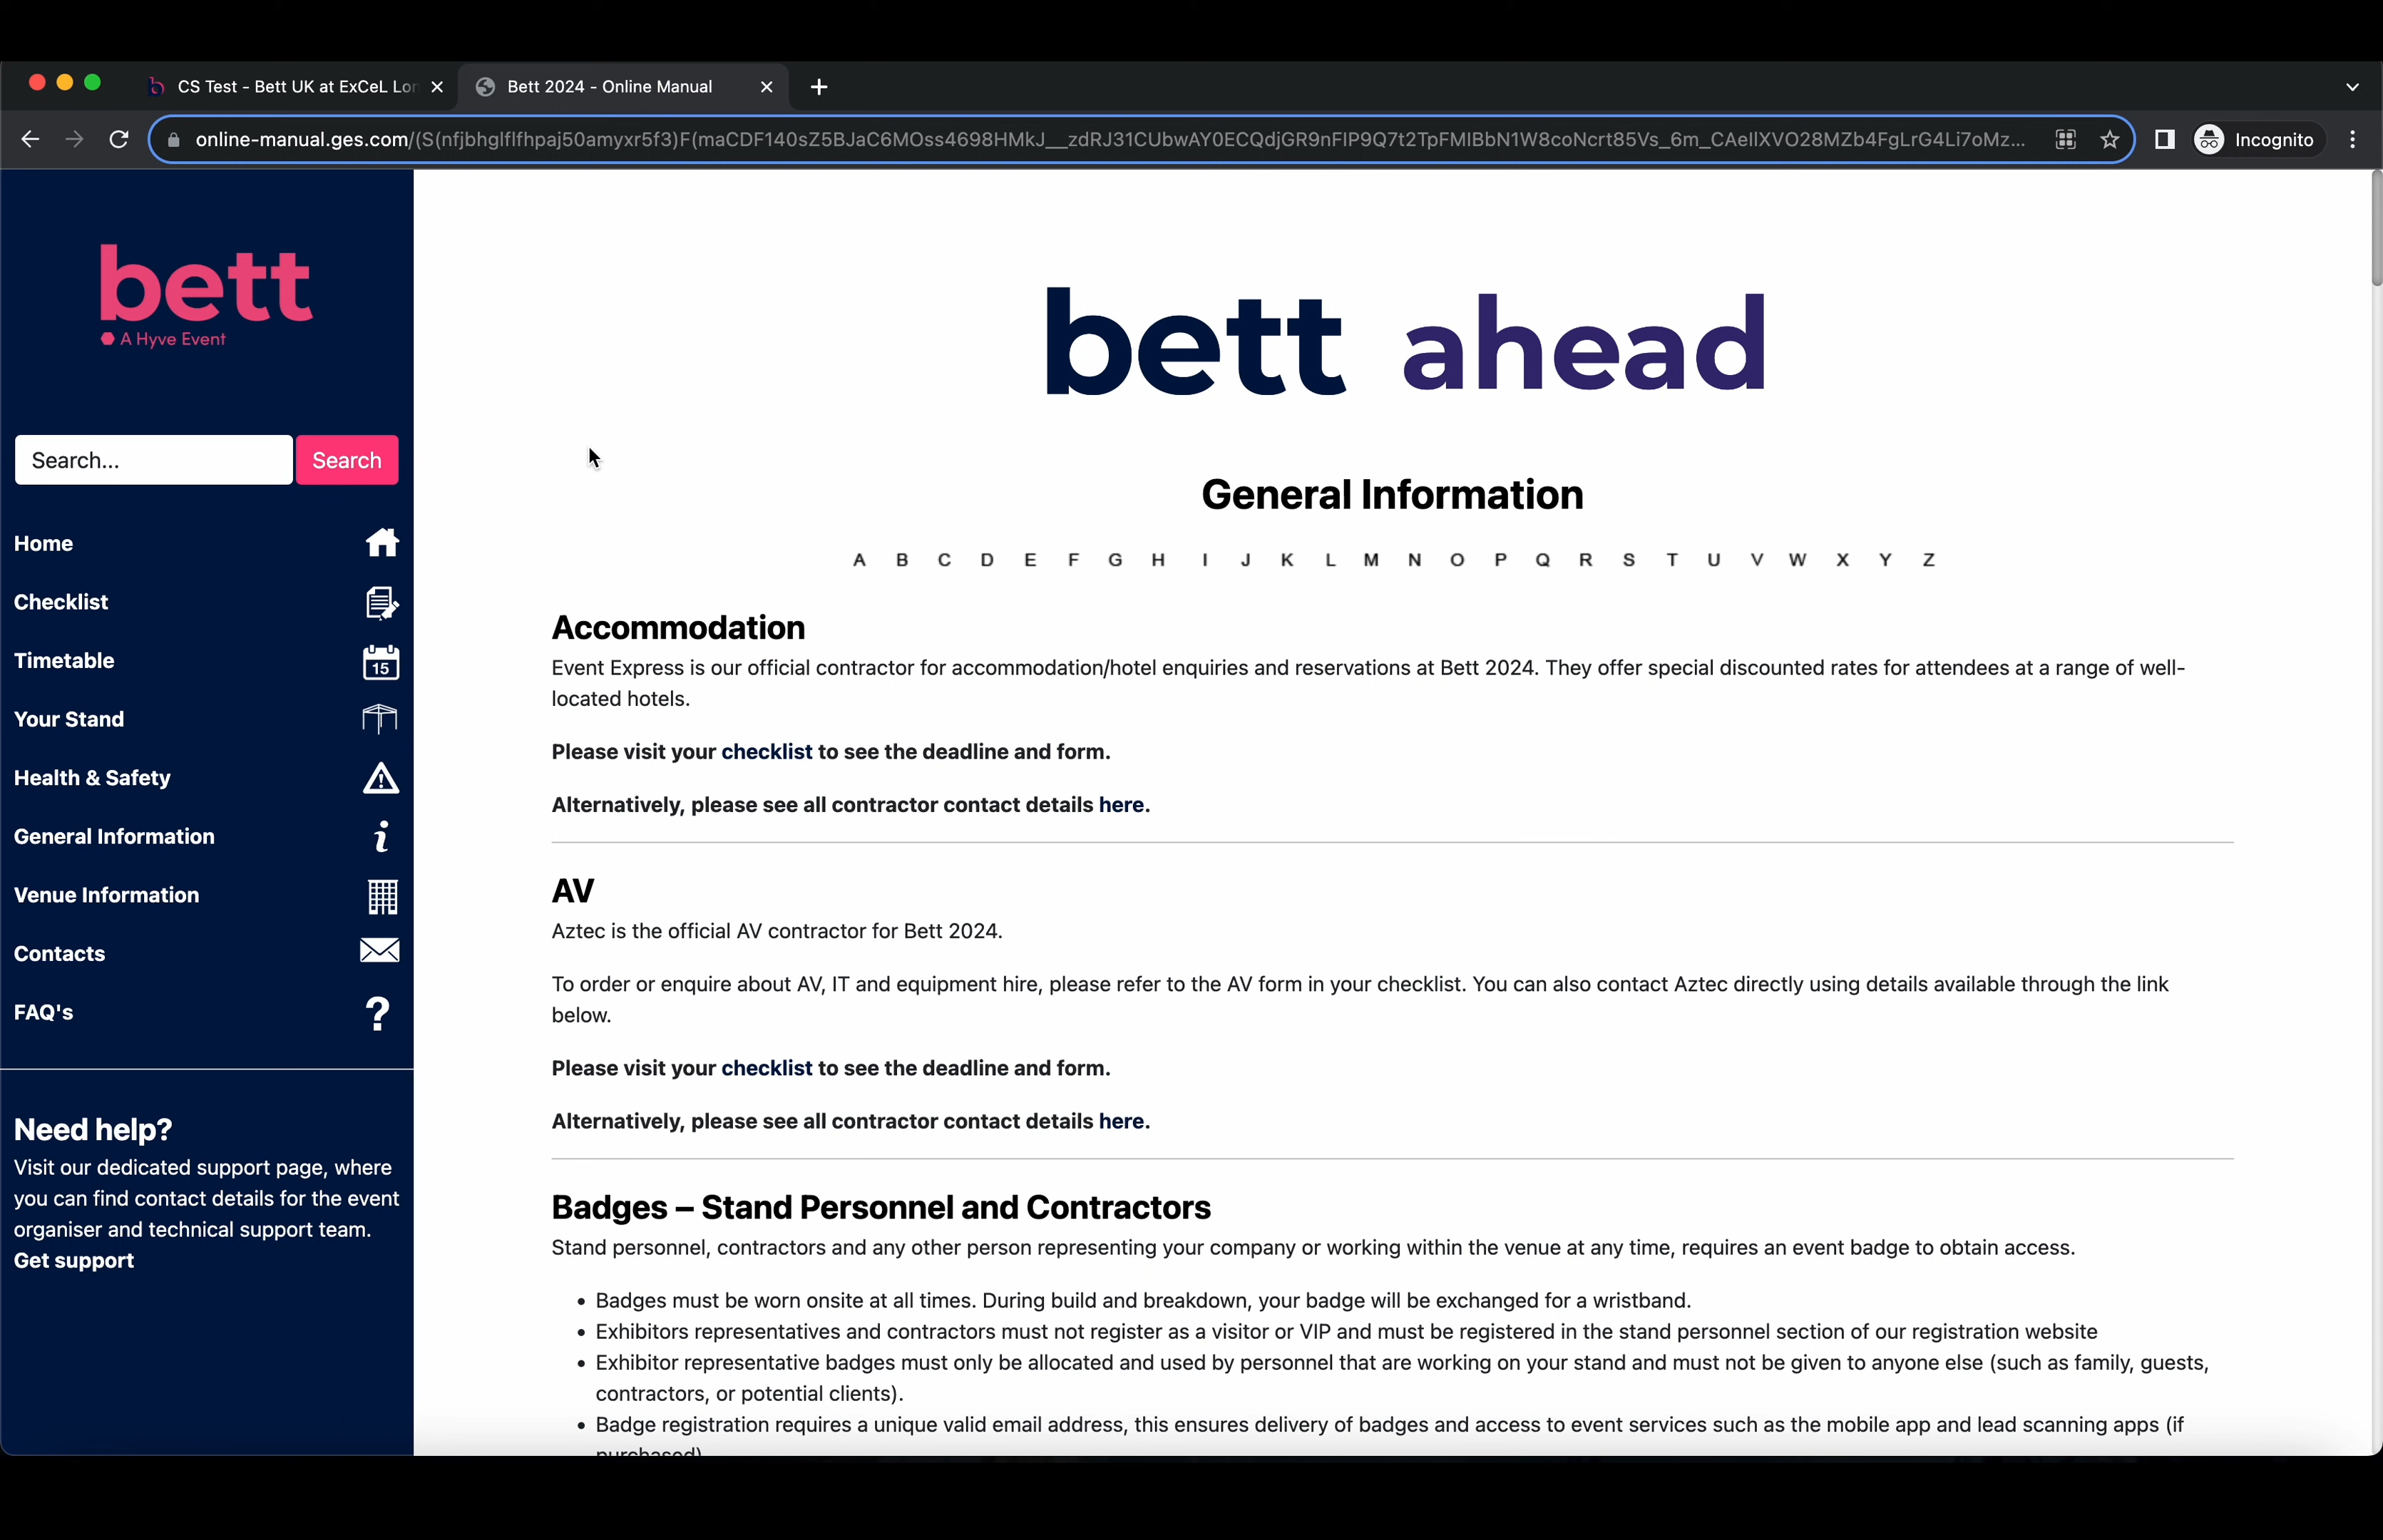 CS Test - Bett UK at ExCeL Lon
Bett 2024 - Online Manual
online-manual.ges.com/(S(nfjbhglflfhpaj50amyxr5f3)F(maCDF140sZ5BJaC6MOss4698HMkJ__zdRJ31CUbwAY0ECQdjGR9nFIP9Q7t2TpFMIBbN1W8coNcrt85Vs_6m_CAellXVO28MZb4FgLrG4Li7oMz...
Incognito
bett
A Hyve Event
Search...
Search
Home
Checklist
Timetable
15
Your Stand
Health & Safety
General Information
Venue Information
Contacts
FAQ's
Need help?
Visit our dedicated support page, where
you can find contact details for the event
organiser and technical support team.
Get support
bett ahead
General Information
A B C D E F G H I J K L M N O P Q R S T U V W X Y Z
Accommodation
Event Express is our official contractor for accommodation/hotel enquiries and reservations at Bett 2024. They offer special discounted rates for attendees at a range of well-
located hotels.
Please visit your checklist to see the deadline and form.
Alternatively, please see all contractor contact details here.
AV
Aztec is the official AV contractor for Bett 2024.
To order or enquire about AV, IT and equipment hire, please refer to the AV form in your checklist. You can also contact Aztec directly using details available through the link
below.
Please visit your checklist to see the deadline and form.
Alternatively, please see all contractor contact details here.
Badges – Stand Personnel and Contractors
Stand personnel, contractors and any other person representing your company or working within the venue at any time, requires an event badge to obtain access.
• Badges must be worn onsite at all times. During build and breakdown, your badge will be exchanged for a wristband.
• Exhibitors representatives and contractors must not register as a visitor or VIP and must be registered in the stand personnel section of our registration website
• Exhibitor representative badges must only be allocated and used by personnel that are working on your stand and must not be given to anyone else (such as family, guests,
contractors, or potential clients).
• Badge registration requires a unique valid email address, this ensures delivery of badges and access to event services such as the mobile app and lead scanning apps (if
purchased)